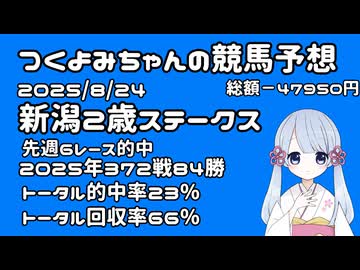 つくよみちゃんの競馬予想
2025/8/24 総額－47950円
新潟2歳ステークス
先週6レース的中
2025年372戦84勝
トータル的中率23%
トータル回収率66%